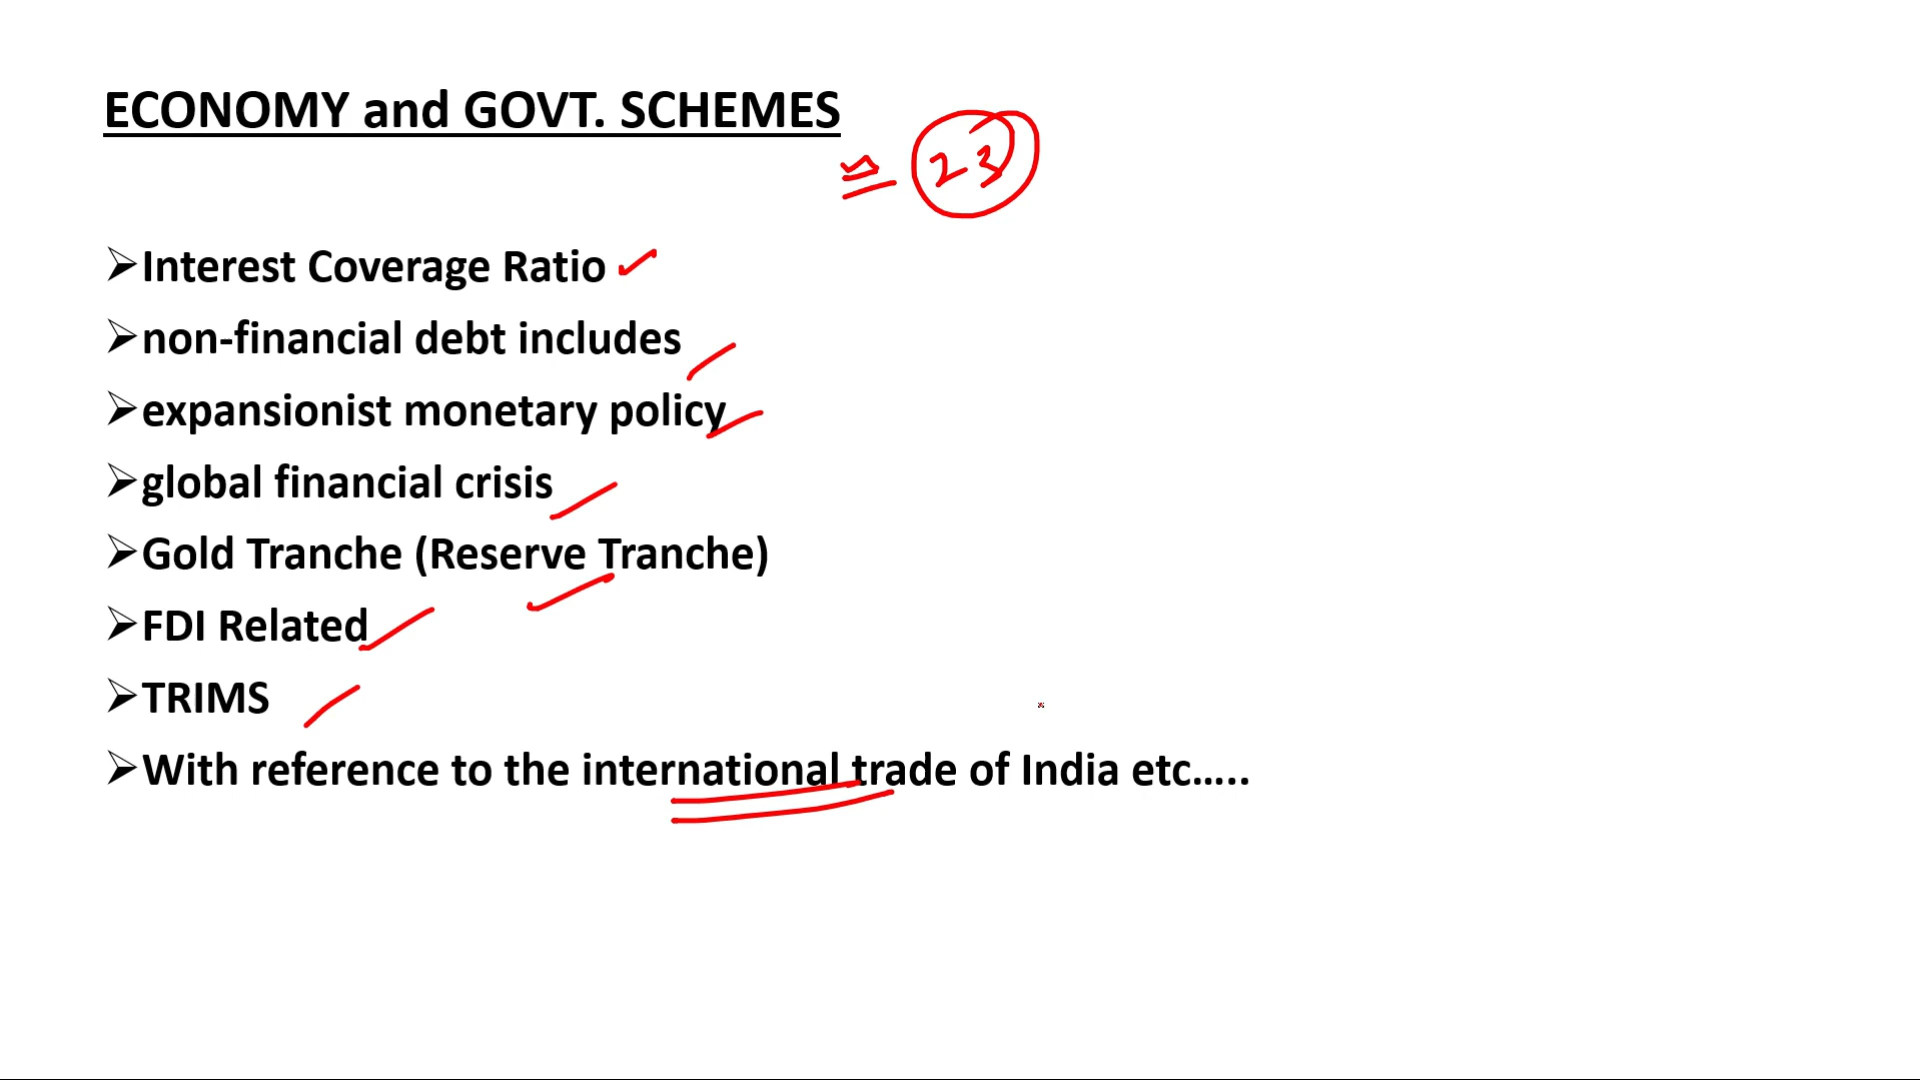 ECONOMY and GOVT. SCHEMES
≃ 23
➢Interest Coverage Ratio
➢non-financial debt includes
➢expansionist monetary policy
➢global financial crisis
➢Gold Tranche (Reserve Tranche)
➢FDI Related
➢TRIMS
➢With reference to the international trade of India etc…..